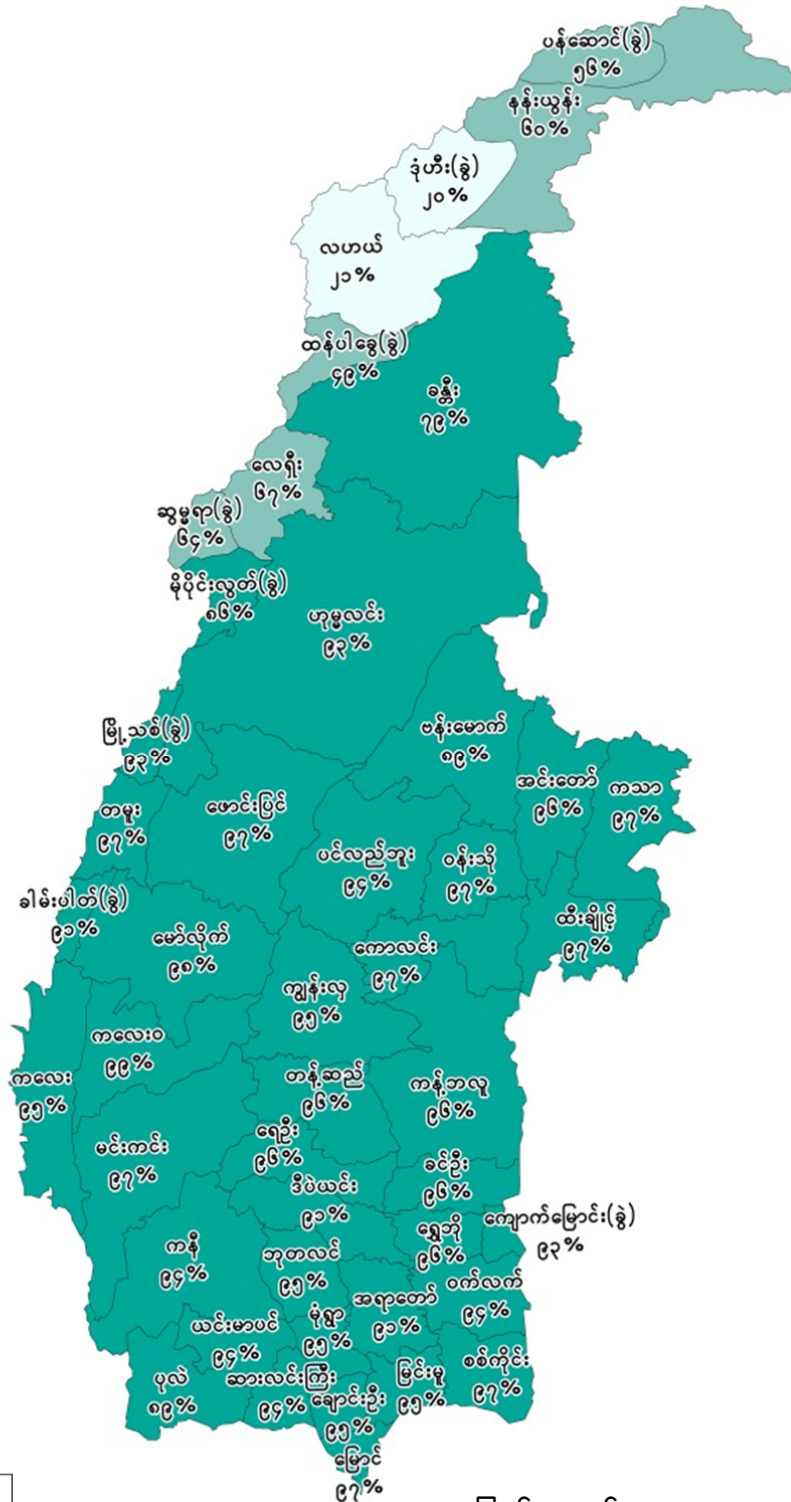 ပန်ဆောင်(ခွဲ)
၅၆%
နန်းယွန်း
၆၀%
ဒုံဟီး(ခွဲ)
၂၀%
လဟယ်
၂၁%
ထန်ပါခွေ(ခွဲ)
၄၉%
ခန္တီး
၇၉%
လေရှီး
၆၇%
ဆွမ္မရာ(ခွဲ)
၆၄%
မိုပိုင်းလွတ်(ခွဲ)
၈၆%
ဟုမ္မလင်း
၉၃%
မြို့သစ်(ခွဲ)
၉၃%
ဗန်းမောက်
၈၉%
အင်းတော်
၉၆%
ကသာ
၉၇%
တမူး
၉၇%
ဖောင်းပြင်
၉၇%
ပင်လည်ဘူး
၉၄%
ဝန်းသို
၉၇%
ခါမ်းပါတ်(ခွဲ)
၉၁%
မော်လိုက်
၉၈%
ကောလင်း
၉၇%
ထီးချိုင့်
၉၇%
ကျွန်းလှ
၉၅%
ကလေးဝ
၉၉%
ကလေး
၉၅%
တန့်ဆည်
၉၆%
ကန့်ဘလူ
၉၆%
မင်းကင်း
၉၇%
ရေဦး
၉၆%
ခင်ဦး
၉၆%
ဒီပဲယင်း
၉၁%
ရွှေဘို
၉၆%
ကျောက်မြောင်း(ခွဲ)
၉၃%
ကနီ
၉၄%
ဘုတလင်
၉၅%
ဝက်လက်
၉၄%
အရာတော်
၉၁%
မုံရွာ
၉၅%
ယင်းမာပင်
၉၄%
စစ်ကိုင်း
၉၇%
မြင်းမူ
၉၅%
ပုလဲ
၈၉%
ဆားလင်းကြီး
၉၄%
ချောင်းဦး
၉၅%
မြောင်
၉၇%